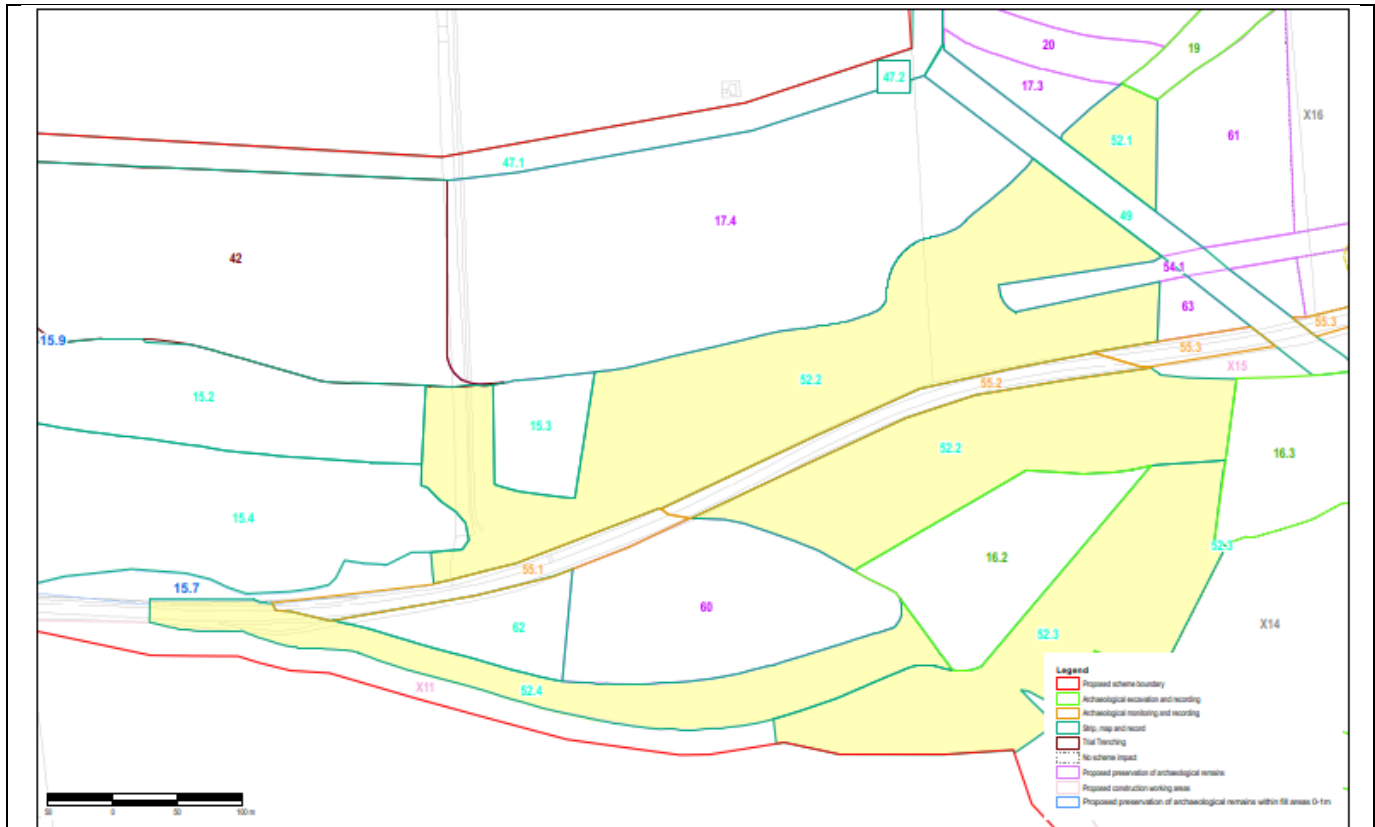 20
19
47.2
17.3
X16
52.1
61
47.1
17.4
49
42
54.1
63
15.9
55.3
55.3
X15
52.2
55.2
15.2
15.3
52.2
16.3
15.4
52.3
16.2
55.1
15.7
60
62
X14
52.3
X11
52.4
Legend
Proposed scheme boundary
Archaeological excavation and recording
Archaeological monitoring and recording
Strip, map and record
Trial Trenching
No scheme impact
Proposed preservation of archaeological remains
Proposed construction working areas
Proposed preservation of archaeological remains within fill areas 0-1m
50 0 50 100 m